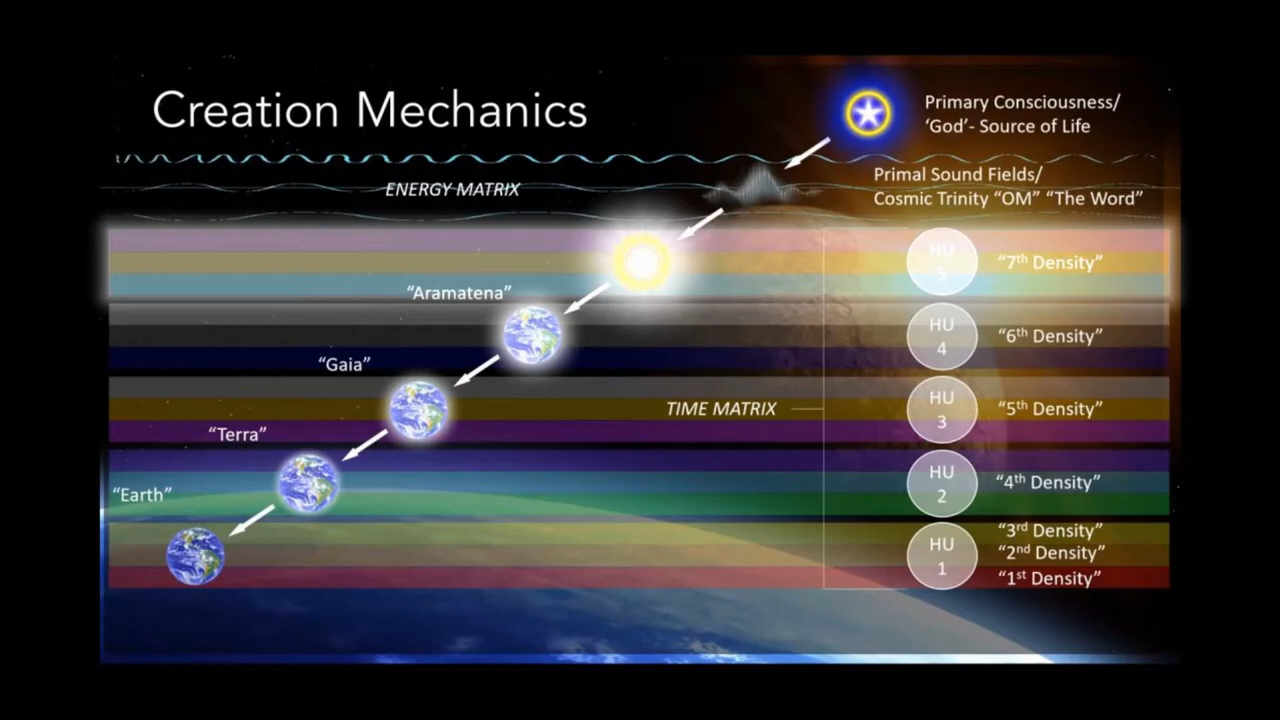 Creation Mechanics
Primary Consciousness/
‘God’- Source of Life
ENERGY MATRIX
Primal Sound Fields/
Cosmic Trinity “OM” “The Word”
HU
5
“7th Density”
“Aramatena”
HU
4
“6th Density”
“Gaia”
TIME MATRIX
HU
3
“5th Density”
“Terra”
HU
2
“4th Density”
“Earth”
HU
1
“3rd Density”
“2nd Density”
“1st Density”